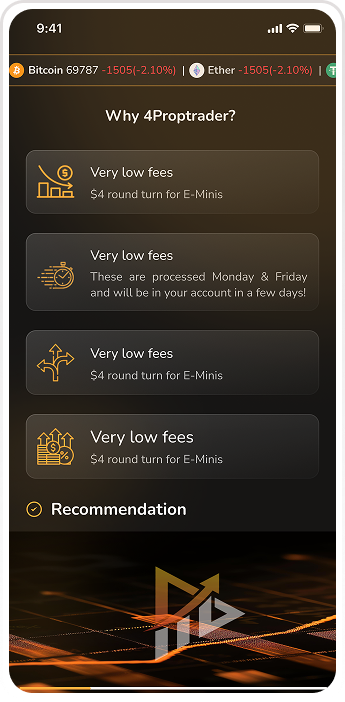 9:41
Bitcoin 69787 -1505(-2.10%) | Ether -1505(-2.10%) |
Why 4Proptrader?
Very low fees
$4 round turn for E-Minis
Very low fees
These are processed Monday & Friday
and will be in your account in a few days!
Very low fees
$4 round turn for E-Minis
Very low fees
$4 round turn for E-Minis
Recommendation